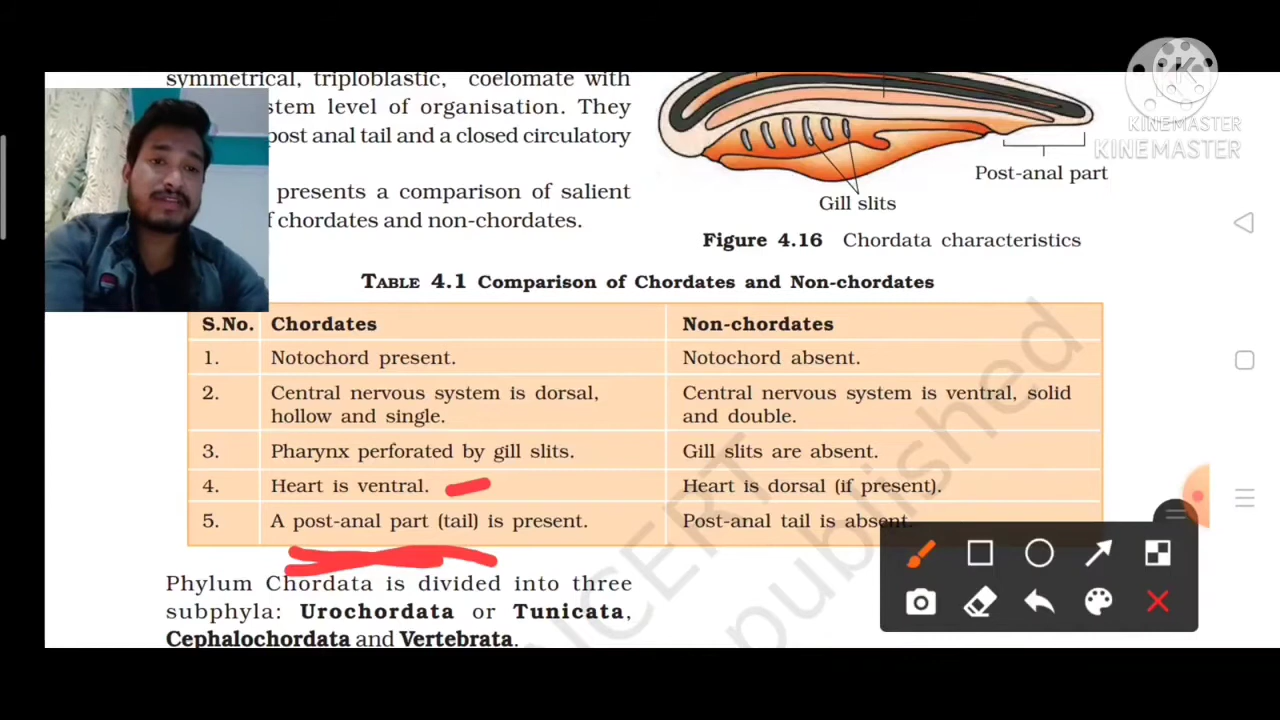 symmetrical, triploblastic, coelomate with
stem level of organisation. They
post anal tail and a closed circulatory
presents a comparison of salient
f chordates and non-chordates.
KINEMASTER
KINEMASTER
Post-anal part
Gill slits
Figure 4.16 Chordata characteristics
TABLE 4.1 Comparison of Chordates and Non-chordates
S.No. Chordates Non-chordates
1. Notochord present. Notochord absent.
2. Central nervous system is dorsal, Central nervous system is ventral, solid
hollow and single. and double.
3. Pharynx perforated by gill slits. Gill slits are absent.
4. Heart is ventral. Heart is dorsal (if present).
5. A post-anal part (tail) is present. Post-anal tail is absent.
Phylum Chordata is divided into three
subphyla: Urochordata or Tunicata,
Cephalochordata and Vertebrata.
NCERT
published